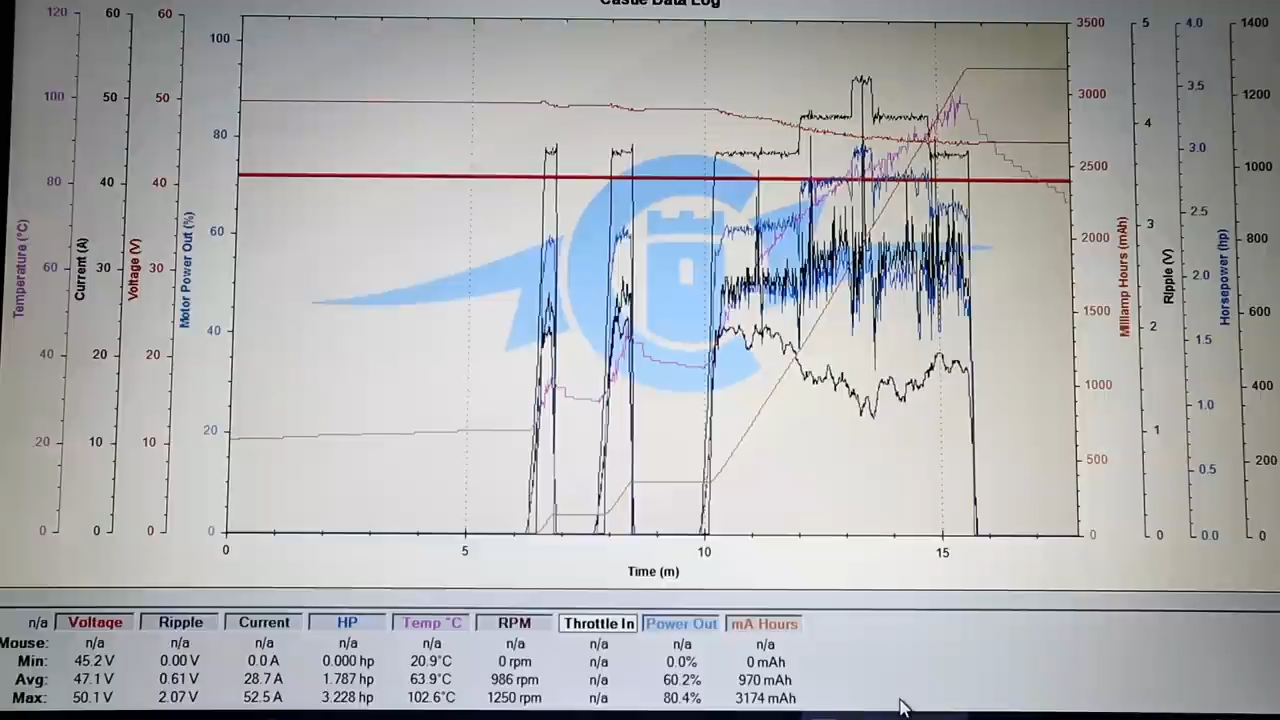 Castle Data Log
120 60 60 100 3500 5 4.0 1400
100 50 50 80 3000 4 3.5 1200
80 40 40 60 2500 3 3.0 1000
60 30 30 40 2000 2 2.5 800
40 20 20 20 1500 1 2.0 600
20 10 10 0 1000 0 1.5 400
0 0 0 500 1.0 200
0 0.5 0
0.0
Temperature (°C)
Current (A)
Voltage (V)
Motor Power Out (%)
Milliamp Hours (mAh)
Ripple (V)
Horsepower (hp)
0 5 10 15
Time (m)
n/a Voltage Ripple Current HP Temp °C RPM Throttle In Power Out mA Hours
Mouse: n/a n/a n/a n/a n/a n/a n/a n/a n/a
Min: 45.2 V 0.00 V 0.0 A 0.000 hp 20.9°C 0 rpm n/a 0.0% 0 mAh
Avg: 47.1 V 0.61 V 28.7 A 1.787 hp 63.9°C 986 rpm n/a 60.2% 970 mAh
Max: 50.1 V 2.07 V 52.5 A 3.228 hp 102.6°C 1250 rpm n/a 80.4% 3174 mAh